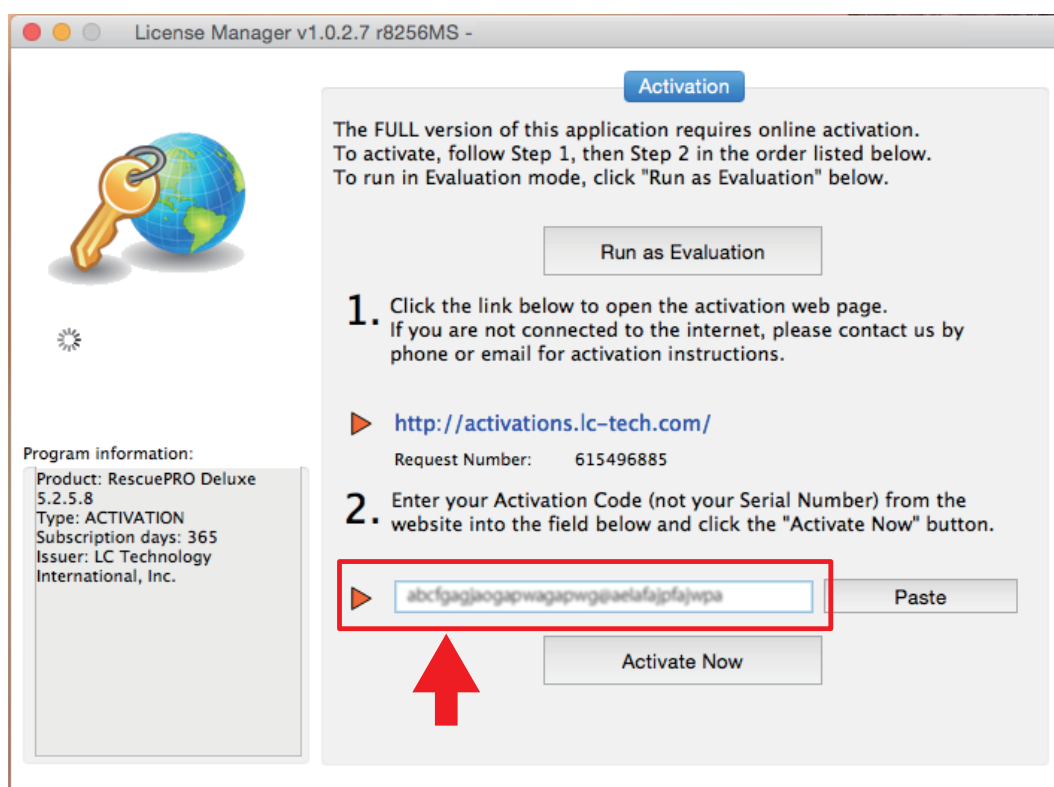 License Manager v1.0.2.7 r8256MS -
Activation
The FULL version of this application requires online activation.
To activate, follow Step 1, then Step 2 in the order listed below.
To run in Evaluation mode, click "Run as Evaluation" below.
Run as Evaluation
1. Click the link below to open the activation web page.
If you are not connected to the internet, please contact us by
phone or email for activation instructions.
http://activations.lc-tech.com/
Request Number: 615496885
Program information:
Product: RescuePRO Deluxe
5.2.5.8
Type: ACTIVATION
Subscription days: 365
Issuer: LC Technology
International, Inc.
2. Enter your Activation Code (not your Serial Number) from the
website into the field below and click the "Activate Now" button.
Paste
Activate Now